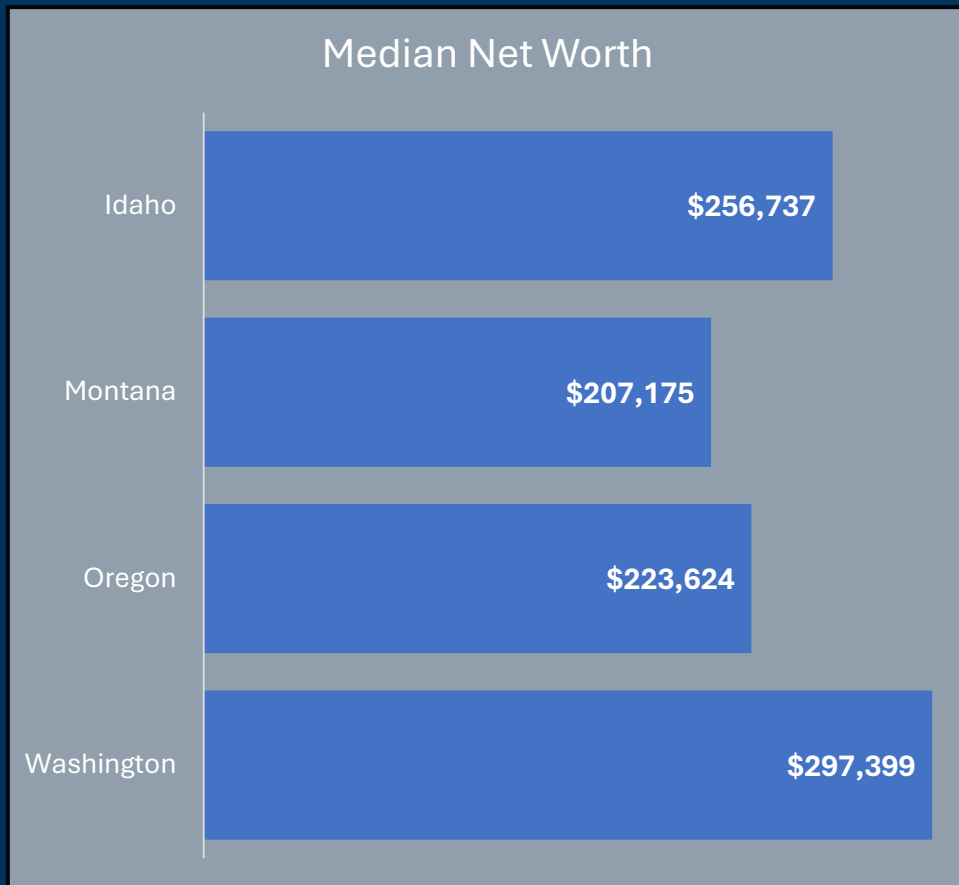 Median Net Worth
Idaho
$256,737
Montana
$207,175
Oregon
$223,624
Washington
$297,399